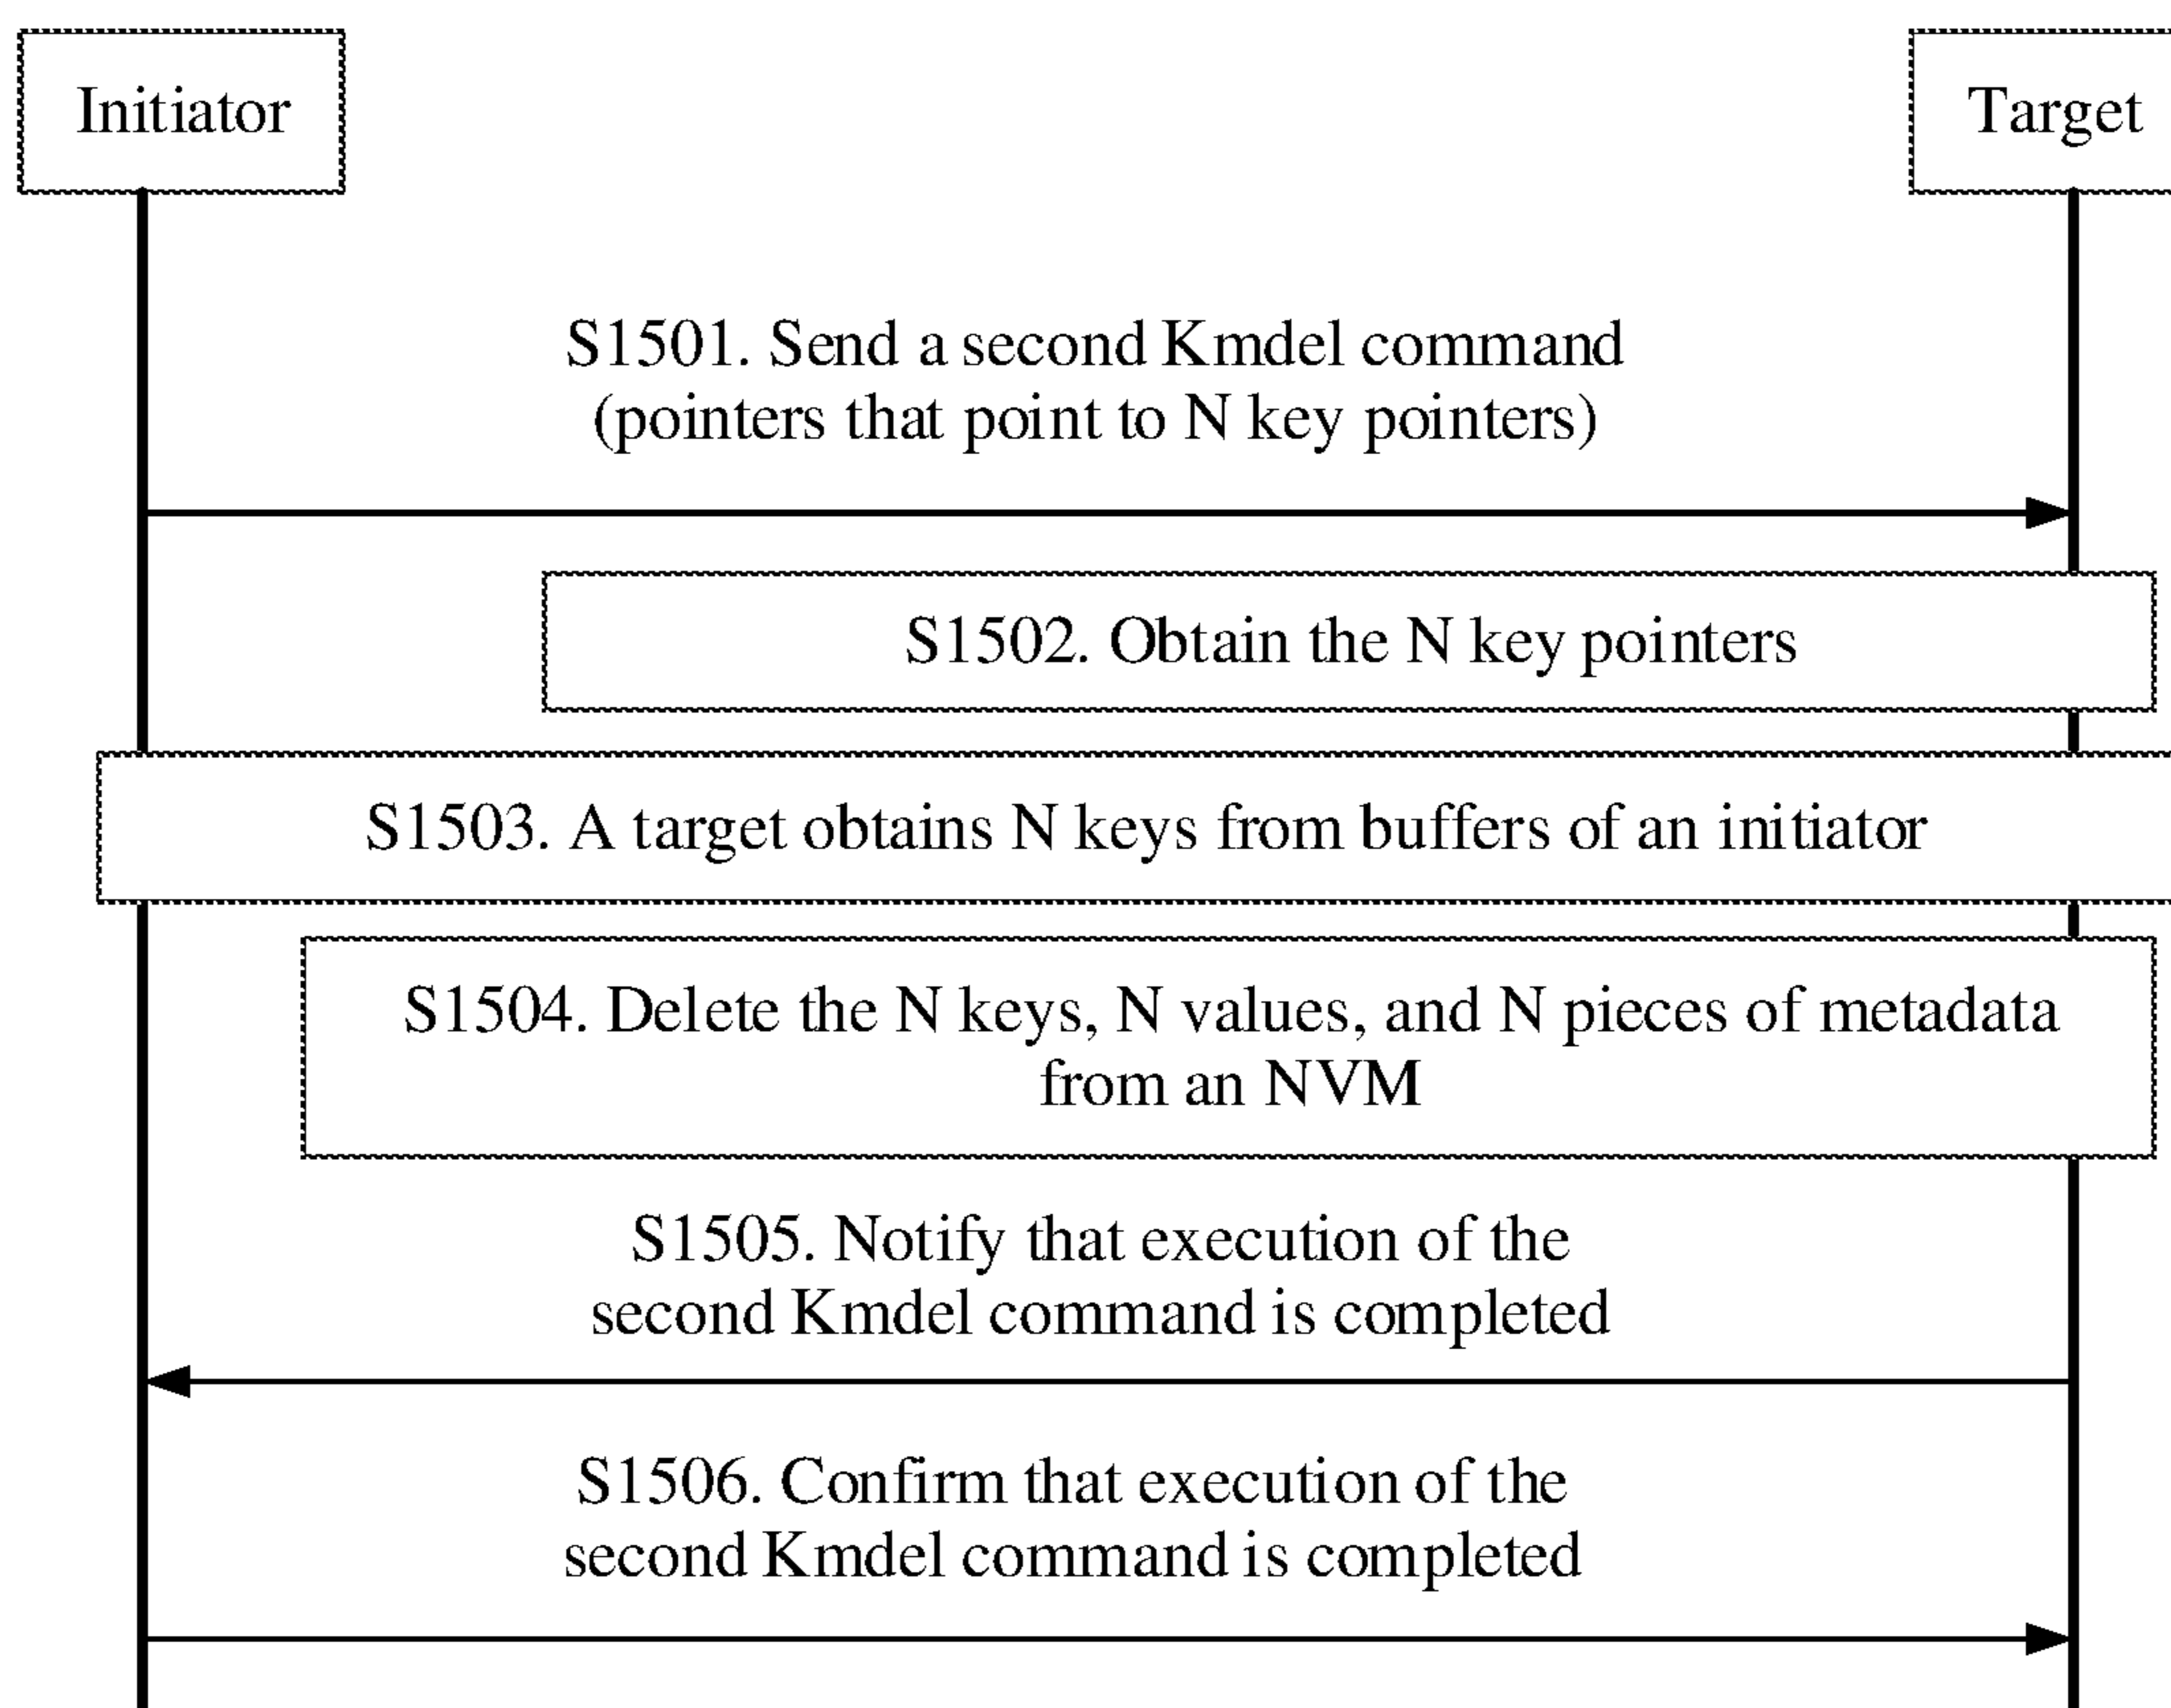 Initiator
Target
S1501. Send a second Kmdel command
(pointers that point to N key pointers)
S1502. Obtain the N key pointers
S1503. A target obtains N keys from buffers of an initiator
S1504. Delete the N keys, N values, and N pieces of metadata
from an NVM
S1505. Notify that execution of the
second Kmdel command is completed
S1506. Confirm that execution of the
second Kmdel command is completed